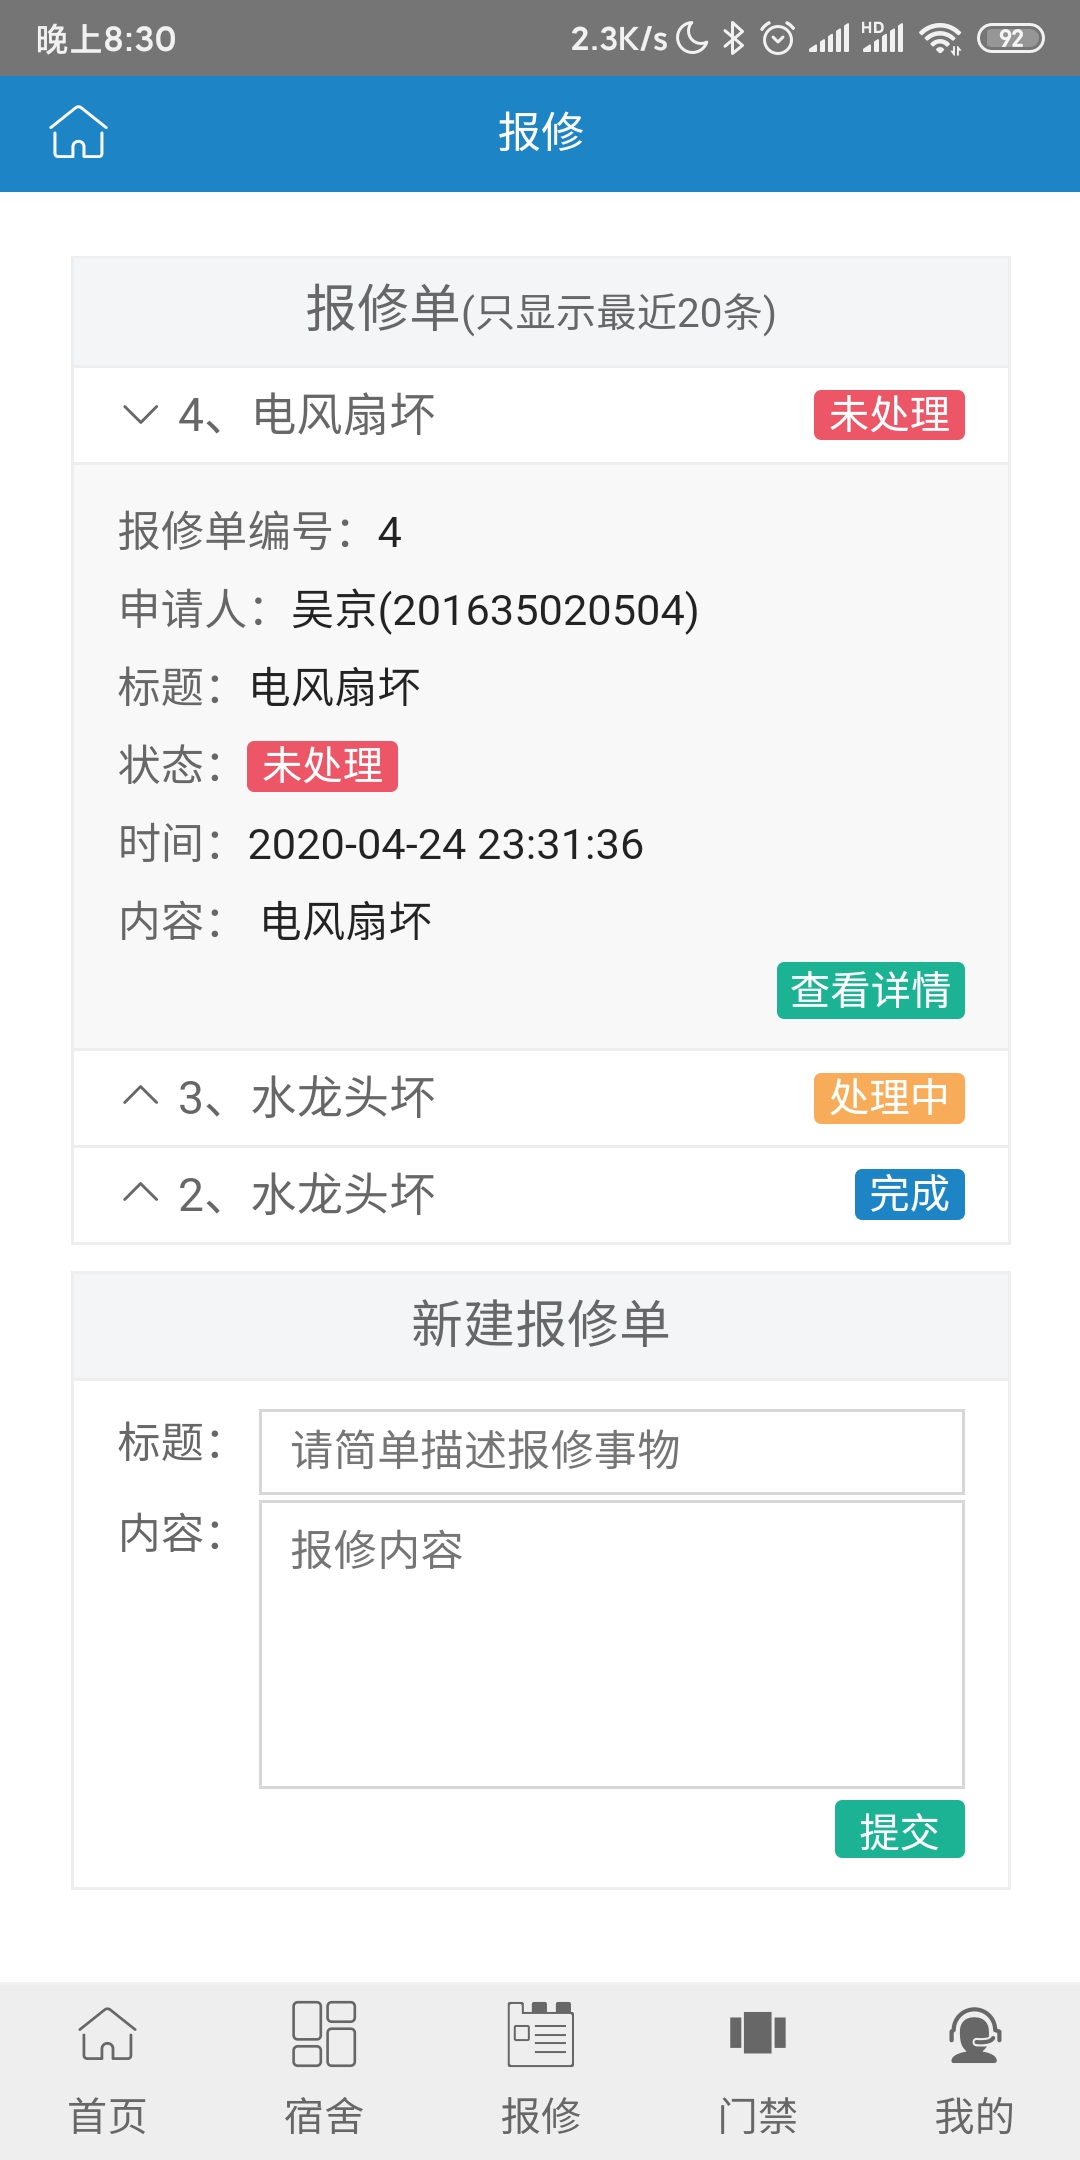 晚上8:30 2.3K/s HD 92
报修
报修单(只显示最近20条)
4、电风扇坏 未处理
报修单编号：4
申请人：吴京(201635020504)
标题：电风扇坏
状态：未处理
时间：2020-04-24 23:31:36
内容：电风扇坏
查看详情
3、水龙头坏 处理中
2、水龙头坏 完成
新建报修单
标题：请简单描述报修事物
内容：报修内容
提交
首页 宿舍 报修 门禁 我的